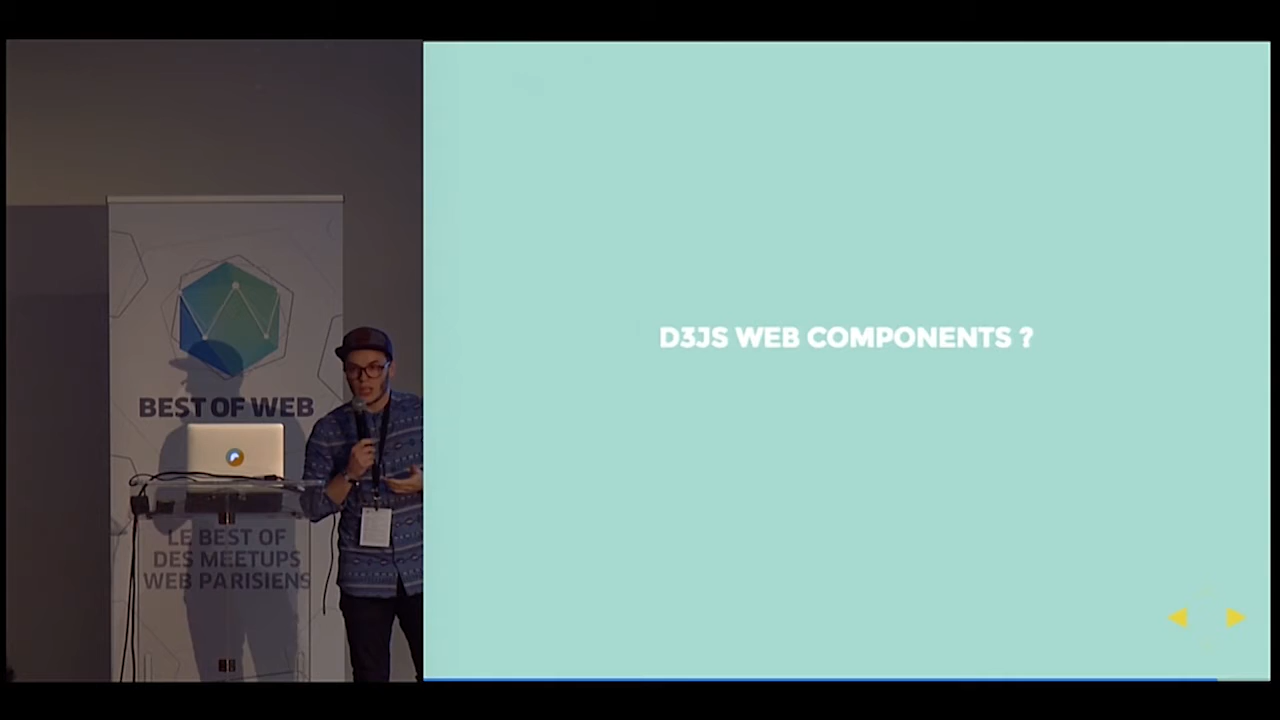 BEST OF WEB
LE BEST OF
DES MEETUPS
WEB PARISIENS
D3JS WEB COMPONENTS ?